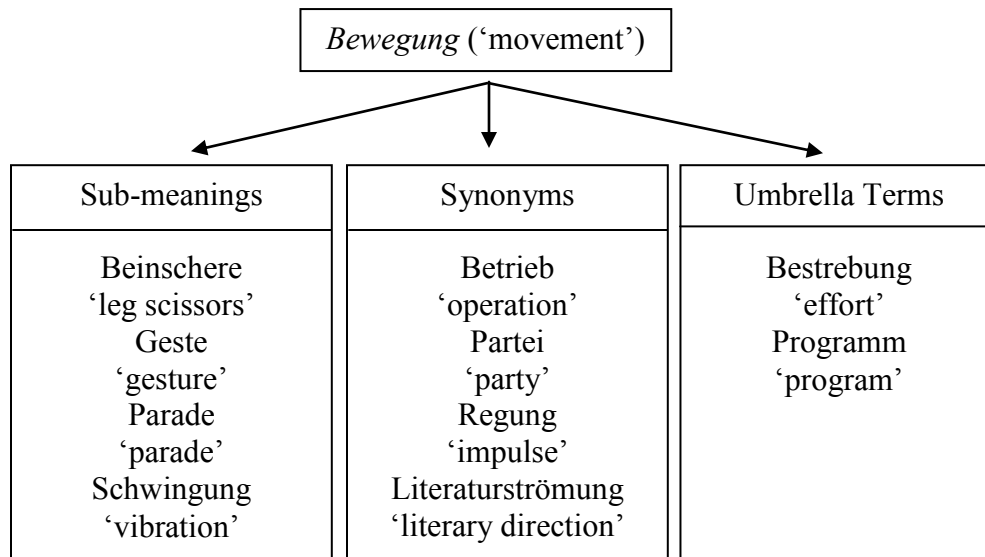 Bewegung (‘movement’)
Sub-meanings
Beinschere
‘leg scissors’
Geste
‘gesture’
Parade
‘parade’
Schwingung
‘vibration’
Synonyms
Betrieb
‘operation’
Partei
‘party’
Regung
‘impulse’
Literaturströmung
‘literary direction’
Umbrella Terms
Bestrebung
‘effort’
Programm
‘program’